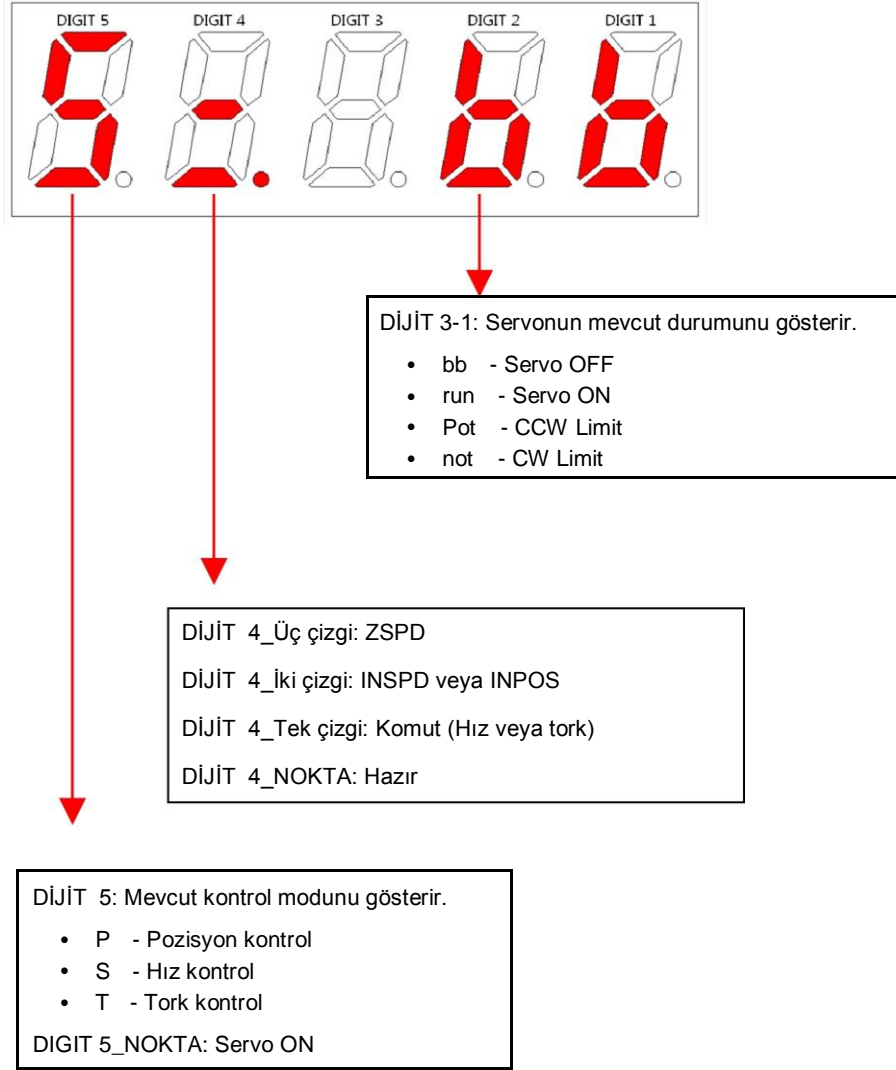 DIGIT 5 DIGIT 4 DIGIT 3 DIGIT 2 DIGIT 1
S = . b b
DİJİT 3-1: Servonun mevcut durumunu gösterir.
• bb - Servo OFF
• run - Servo ON
• Pot - CCW Limit
• not - CW Limit
DİJİT 4_Üç çizgi: ZSPD
DİJİT 4_İki çizgi: INSPD veya INPOS
DİJİT 4_Tek çizgi: Komut (Hız veya tork)
DİJİT 4_NOKTA: Hazır
DİJİT 5: Mevcut kontrol modunu gösterir.
• P - Pozisyon kontrol
• S - Hız kontrol
• T - Tork kontrol
DIGIT 5_NOKTA: Servo ON